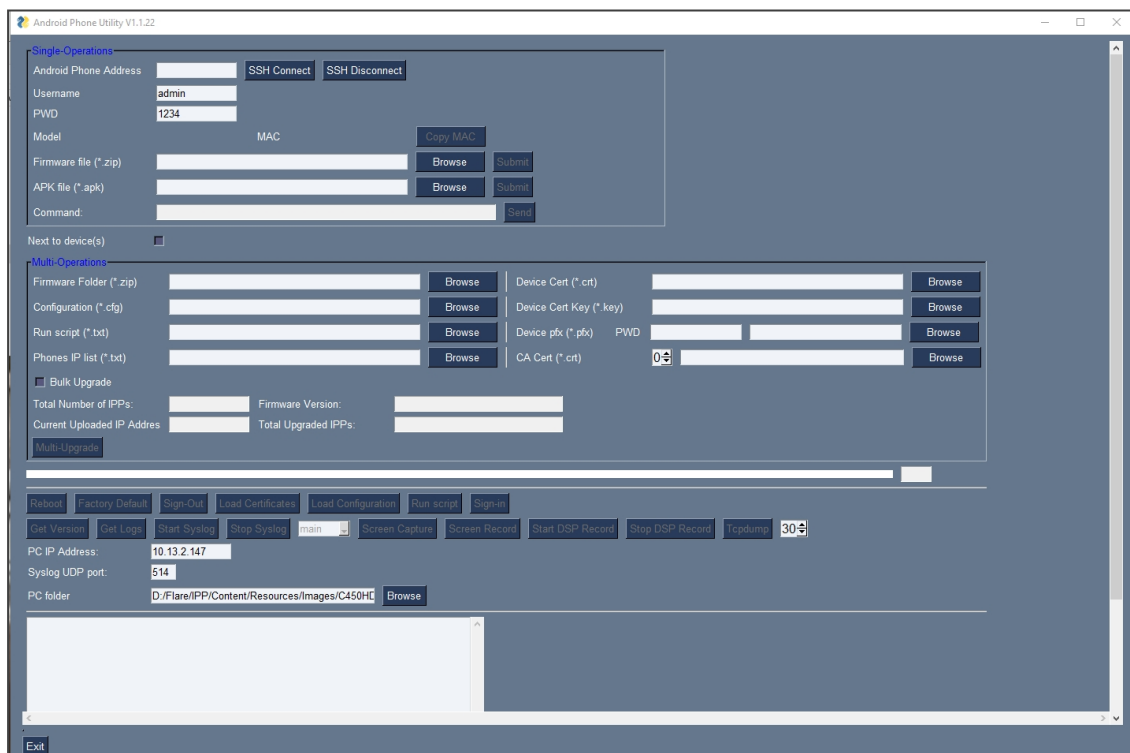 Android Phone Utility V1.1.22
Single-Operations
Android Phone Address SSH Connect SSH Disconnect
Username admin
PWD 1234
Model MAC Copy MAC
Firmware file (*.zip) Browse Submit
APK file (*.apk) Browse Submit
Command: Send
Next to device(s)
Multi-Operations
Firmware Folder (*.zip) Browse Device Cert (*.crt) Browse
Configuration (*.cfg) Browse Device Cert Key (*.key) Browse
Run script (*.txt) Browse Device pfx (*.pfx) PWD Browse
Phones IP list (*.txt) Browse CA Cert (*.crt) 0 Browse
Bulk Upgrade
Total Number of IPPs: Firmware Version:
Current Uploaded IP Addres Total Upgraded IPPs:
Multi-Upgrade
Reboot Factory Default Sign-Out Load Certificates Load Configuration Run script Sign-in
Get Version Get Logs Start Syslog Stop Syslog main Screen Capture Screen Record Start DSP Record Stop DSP Record Tcpdump 30
PC IP Address: 10.13.2.147
Syslog UDP port: 514
PC folder D:/Flare/IPP/Content/Resources/Images/C450HD Browse
Exit